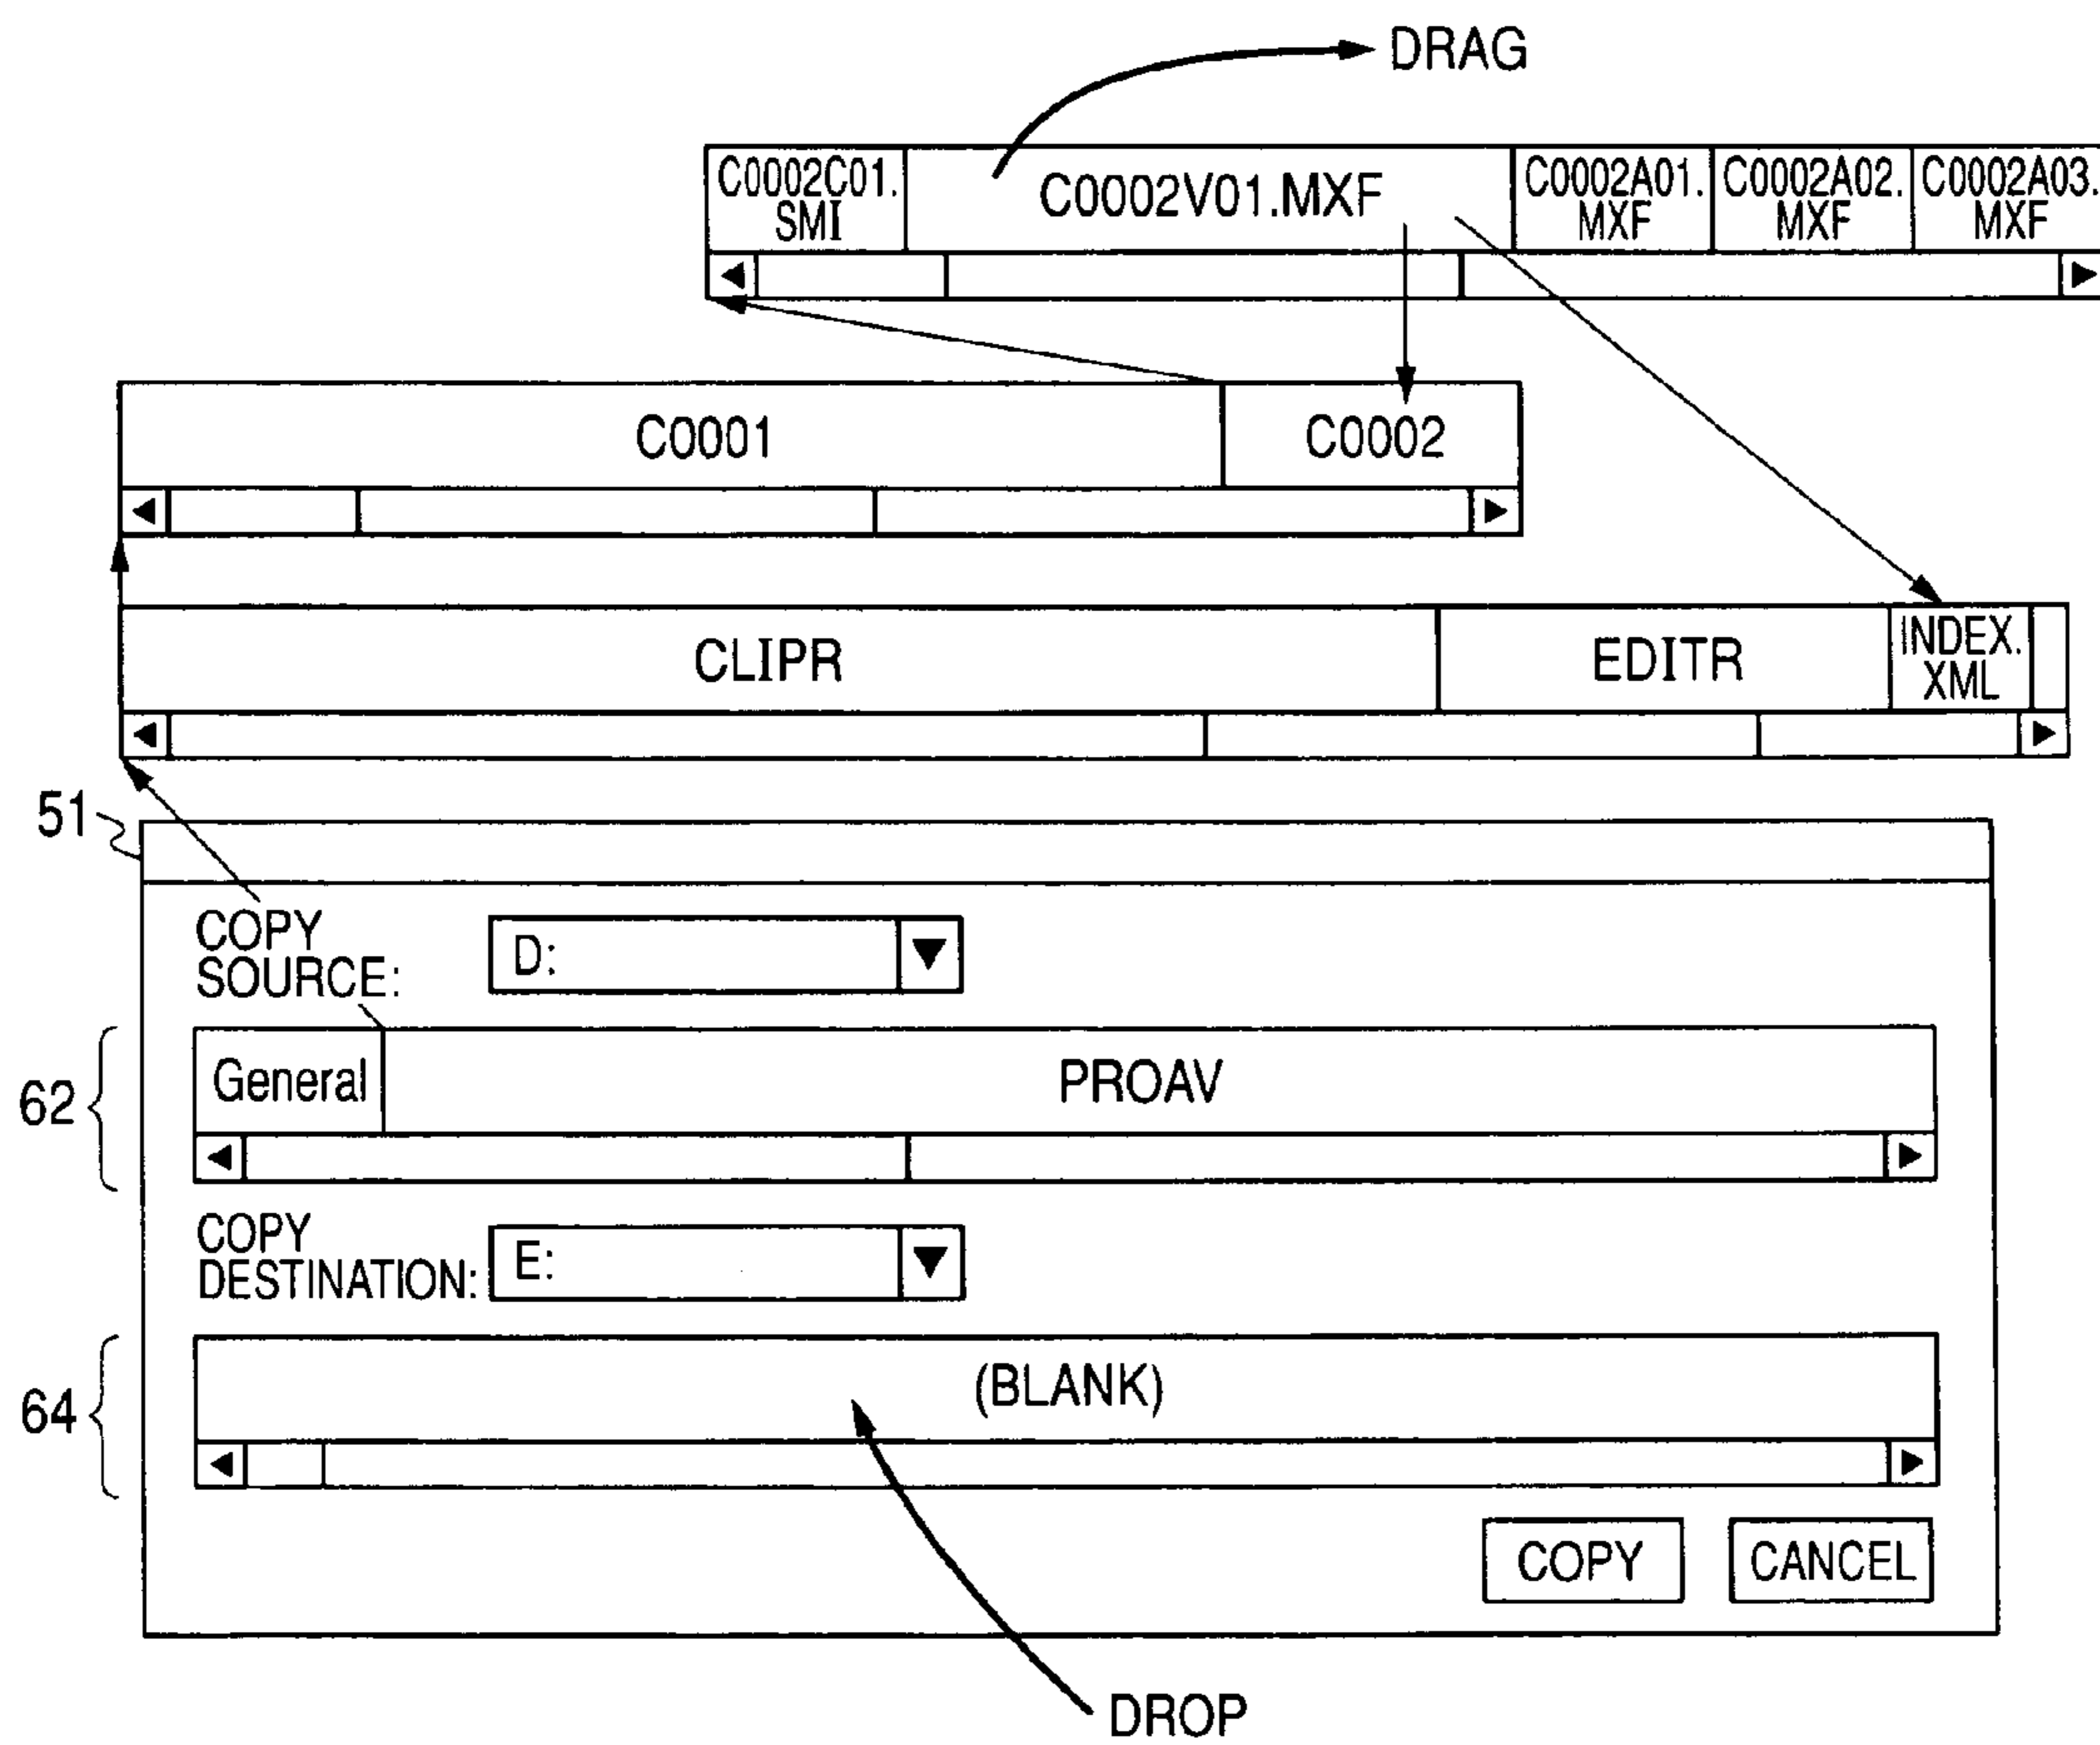 DRAG
C0002C01.
SMI
C0002V01.MXF
C0002A01.
MXF
C0002A02.
MXF
C0002A03.
MXF
C0001
C0002
CLIPR
EDITR
INDEX.
XML
51
COPY
SOURCE:
D:
62
General
PROAV
COPY
DESTINATION:
E:
64
(BLANK)
COPY
CANCEL
DROP